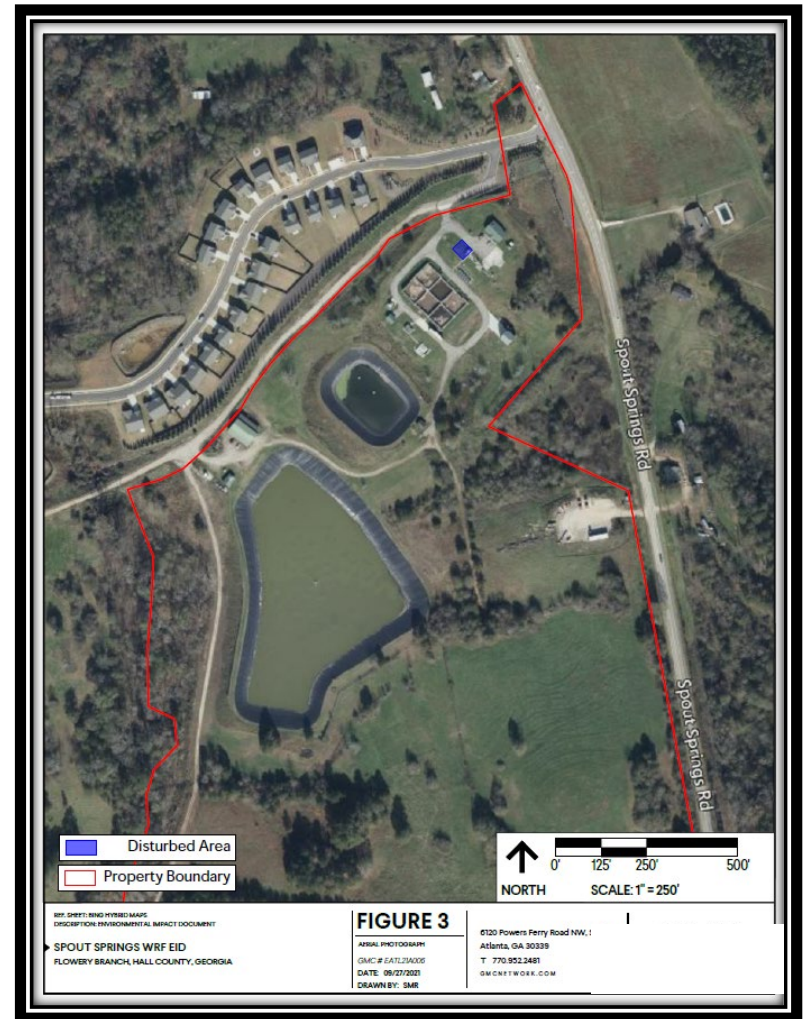 Spout Springs Rd
Spout Springs Rd
Disturbed Area
Property Boundary
NORTH
0' 125' 250' 500'
SCALE: 1" = 250'
REF. SHEET: BING HYBRID MAPS
DESCRIPTION: ENVIRONMENTAL IMPACT DOCUMENT
SPOUT SPRINGS WRF EID
FLOWERY BRANCH, HALL COUNTY, GEORGIA
FIGURE 3
AERIAL PHOTOGRAPH
GMC # EATL21A006
DATE: 09/27/2021
DRAWN BY: SMR
6120 Powers Ferry Road NW,
Atlanta, GA 30339
T 770.952.2481
GMCNETWORK.COM